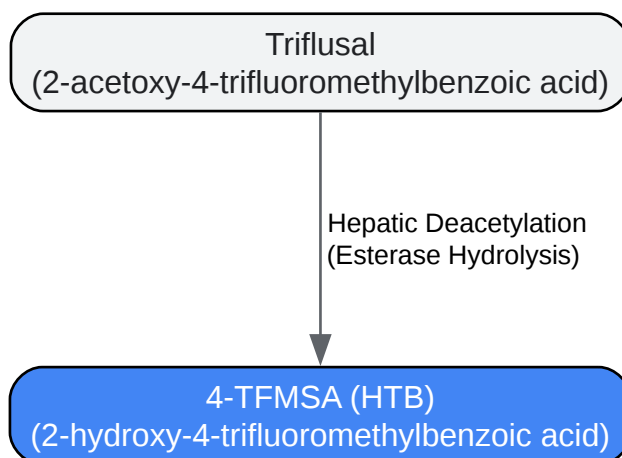 Triflusal
(2-acetoxy-4-trifluoromethylbenzoic acid)
Hepatic Deacetylation
(Esterase Hydrolysis)
4-TFMSA (HTB)
(2-hydroxy-4-trifluoromethylbenzoic acid)